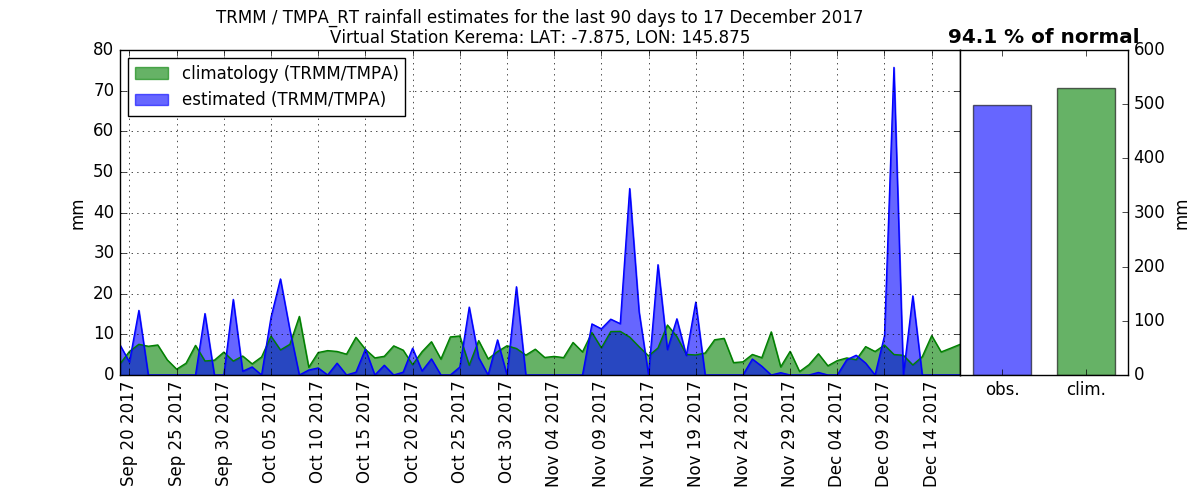 TRMM / TMPA_RT rainfall estimates for the last 90 days to 17 December 2017
Virtual Station Kerema: LAT: -7.875, LON: 145.875
94.1 % of normal
climatology (TRMM/TMPA)
estimated (TRMM/TMPA)
80
70
60
50
40
30
20
10
0
mm
600
500
400
300
200
100
0
mm
Sep 20 2017
Sep 25 2017
Sep 30 2017
Oct 05 2017
Oct 10 2017
Oct 15 2017
Oct 20 2017
Oct 25 2017
Oct 30 2017
Nov 04 2017
Nov 09 2017
Nov 14 2017
Nov 19 2017
Nov 24 2017
Nov 29 2017
Dec 04 2017
Dec 09 2017
Dec 14 2017
obs.
clim.